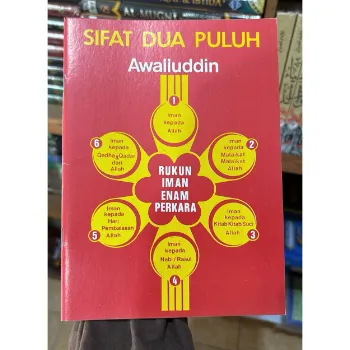 SIFAT DUA PULUH
Awalluddin
1
Iman
kepada
Allah
2
Iman
kepada
Malaikat
Malaikat
Allah
3
Iman
kepada
Kitab Kitab Suci
Allah
4
Iman
kepada
Nabi / Rasul
Allah
5
Iman
kepada
Hari
Pembalasan
Allah
6
Iman
kepada
Qadha & Qadar
dari
Allah
RUKUN
IMAN
ENAM
PERKARA